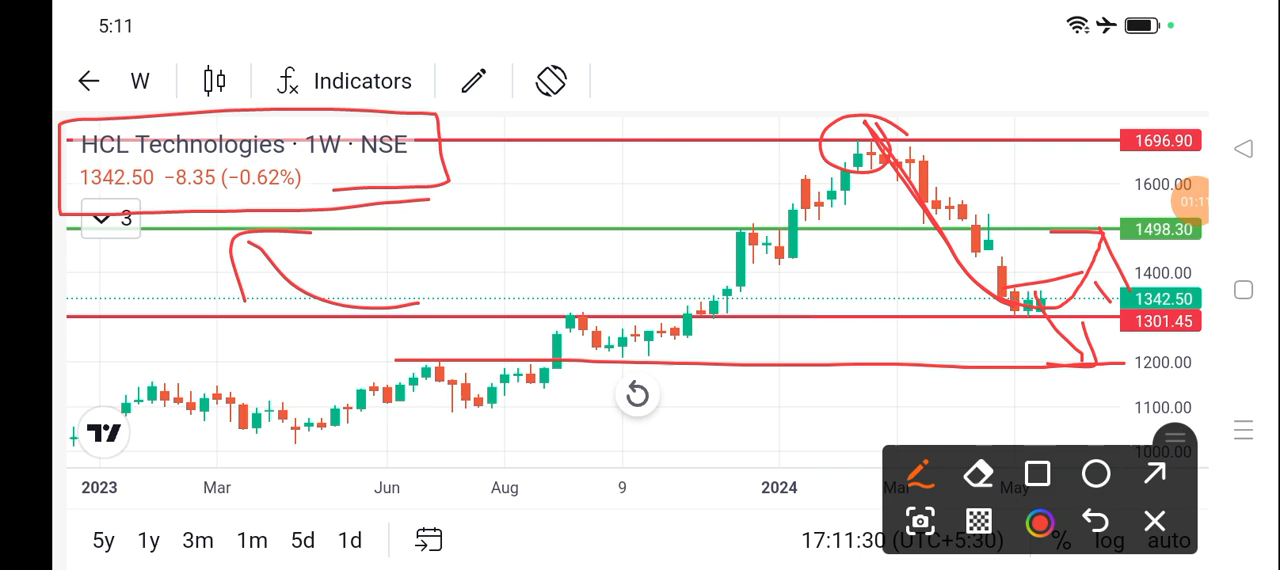 5:11
W Indicators
HCL Technologies · 1W · NSE
1342.50 −8.35 (−0.62%)
3
1696.90
1600.00
1498.30
1400.00
1342.50
1301.45
1200.00
1100.00
1000.00
2023 Mar Jun Aug 9 2024 Mar May
5y 1y 3m 1m 5d 1d 17:11:30 (UTC+5:30) % log auto